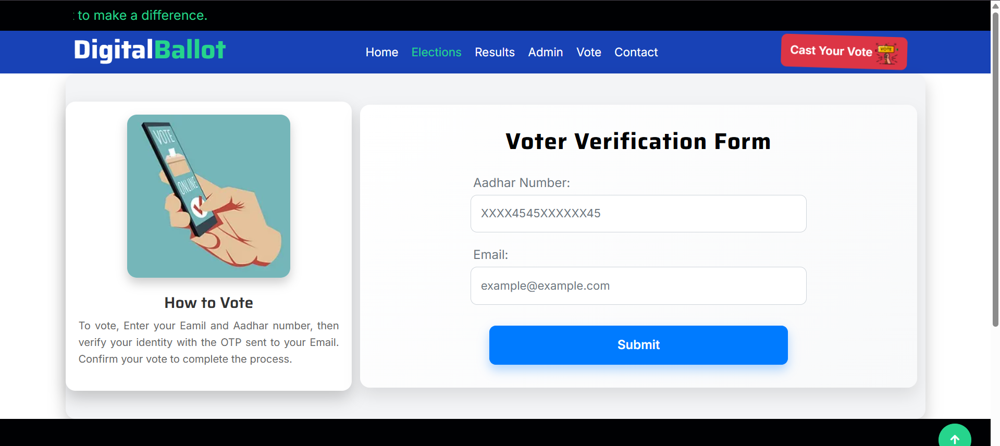 to make a difference.
DigitalBallot
Home Elections Results Admin Vote Contact
Cast Your Vote
VOTE
VOTE
ONLINE
How to Vote
To vote, Enter your Eamil and Aadhar number, then
verify your identity with the OTP sent to your Email.
Confirm your vote to complete the process.
Voter Verification Form
Aadhar Number:
XXXX4545XXXXXX45
Email:
example@example.com
Submit